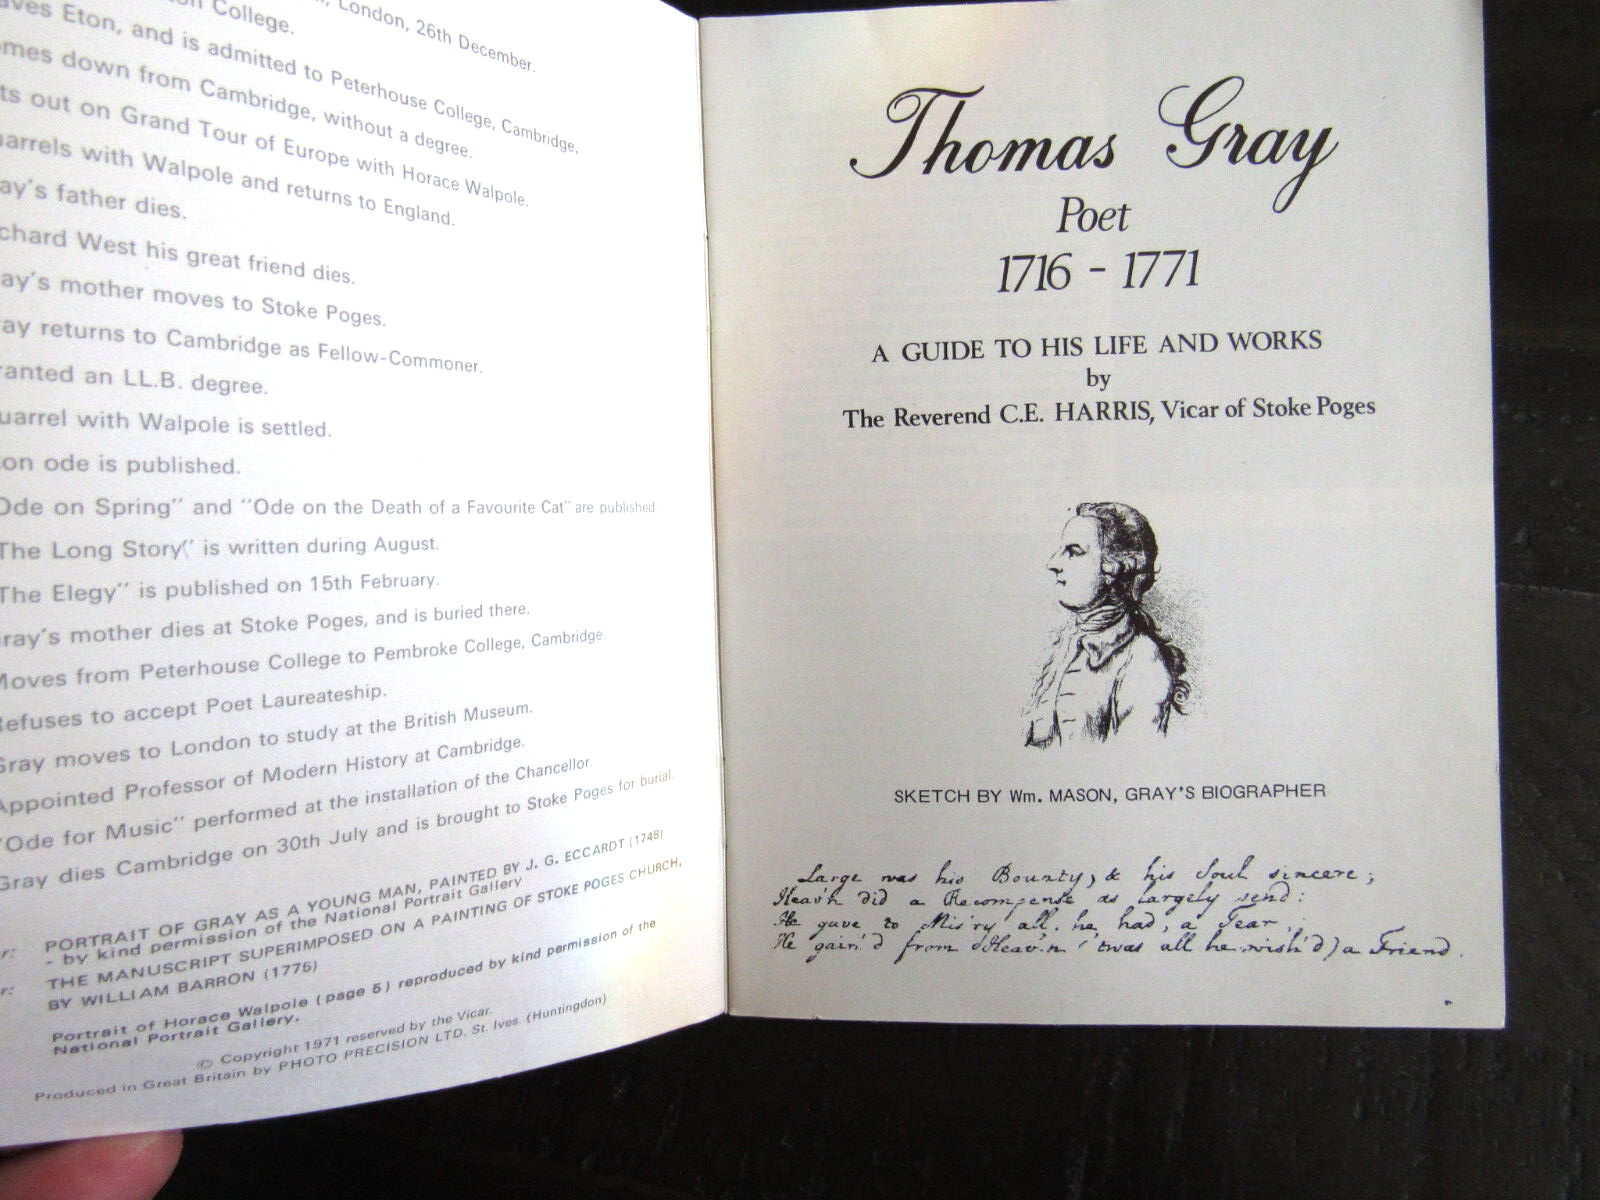 London, 26th December.
College.
Eton, and is admitted to Peterhouse College, Cambridge,
down from Cambridge, without a degree.
out on Grand Tour of Europe with Horace Walpole.
with Walpole and returns to England.
father dies.
West his great friend dies.
mother moves to Stoke Poges.
returns to Cambridge as Fellow-Commoner.
an LL.B. degree.
with Walpole is settled.
ode is published.
Ode on Spring" and "Ode on the Death of a Favourite Cat" are published.
The Long Story" is written during August.
The Elegy" is published on 15th February.
mother dies at Stoke Poges, and is buried there.
Moves from Peterhouse College to Pembroke College, Cambridge.
Refuses to accept Poet Laureateship.
Gray moves to London to study at the British Museum.
Appointed Professor of Modern History at Cambridge.
"Ode for Music" performed at the installation of the Chancellor.
Gray dies Cambridge on 30th July and is brought to Stoke Poges for burial.
PORTRAIT OF GRAY AS A YOUNG MAN, PAINTED BY J. G. ECCARDT (1748)
- by kind permission of the National Portrait Gallery
THE MANUSCRIPT SUPERIMPOSED ON A PAINTING OF STOKE POGES CHURCH,
BY WILLIAM BARRON (1775)
Portrait of Horace Walpole (page 5) reproduced by kind permission of the
National Portrait Gallery.
© Copyright 1971 reserved by the Vicar.
Produced in Great Britain by PHOTO PRECISION LTD. St. Ives. (Huntingdon)
Thomas Gray
Poet
1716 - 1771
A GUIDE TO HIS LIFE AND WORKS
by
The Reverend C.E. HARRIS, Vicar of Stoke Poges
SKETCH BY Wm. MASON, GRAY'S BIOGRAPHER
Large was his Bounty, & his Soul sincere;
Heav'n did a Recompense as largely send:
He gave to Mis'ry all he had, a Tear,
He gain'd from Heav'n ('twas all he wish'd) a Friend.